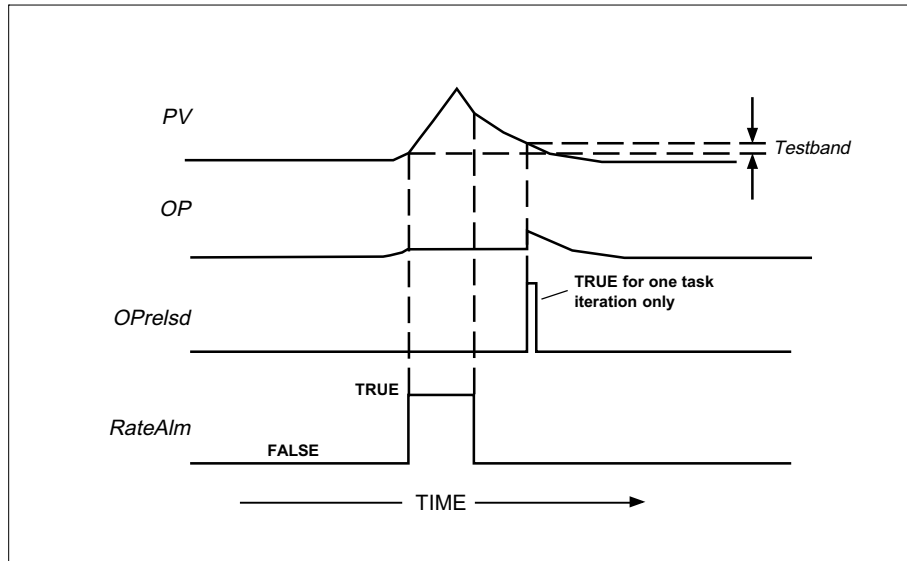 PV
Testband
OP
TRUE for one task
iteration only
OPrelsd
TRUE
RateAlm
FALSE
TIME